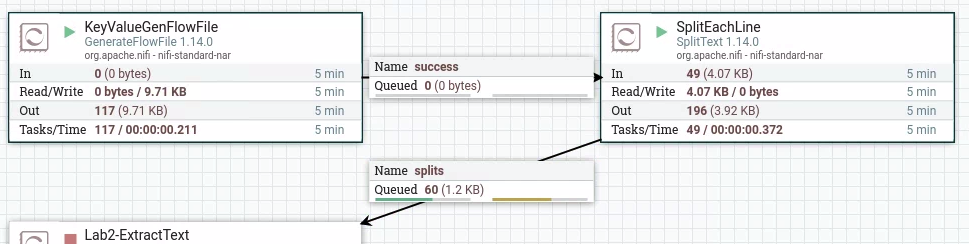 KeyValueGenFlowFile
GenerateFlowFile 1.14.0
org.apache.nifi - nifi-standard-nar
In 0 (0 bytes) 5 min
Read/Write 0 bytes / 9.71 KB 5 min
Out 117 (9.71 KB) 5 min
Tasks/Time 117 / 00:00:00.211 5 min
Name success
Queued 0 (0 bytes)
SplitEachLine
SplitText 1.14.0
org.apache.nifi - nifi-standard-nar
In 49 (4.07 KB) 5 min
Read/Write 4.07 KB / 0 bytes 5 min
Out 196 (3.92 KB) 5 min
Tasks/Time 49 / 00:00:00.372 5 min
Name splits
Queued 60 (1.2 KB)
Lab2-ExtractText